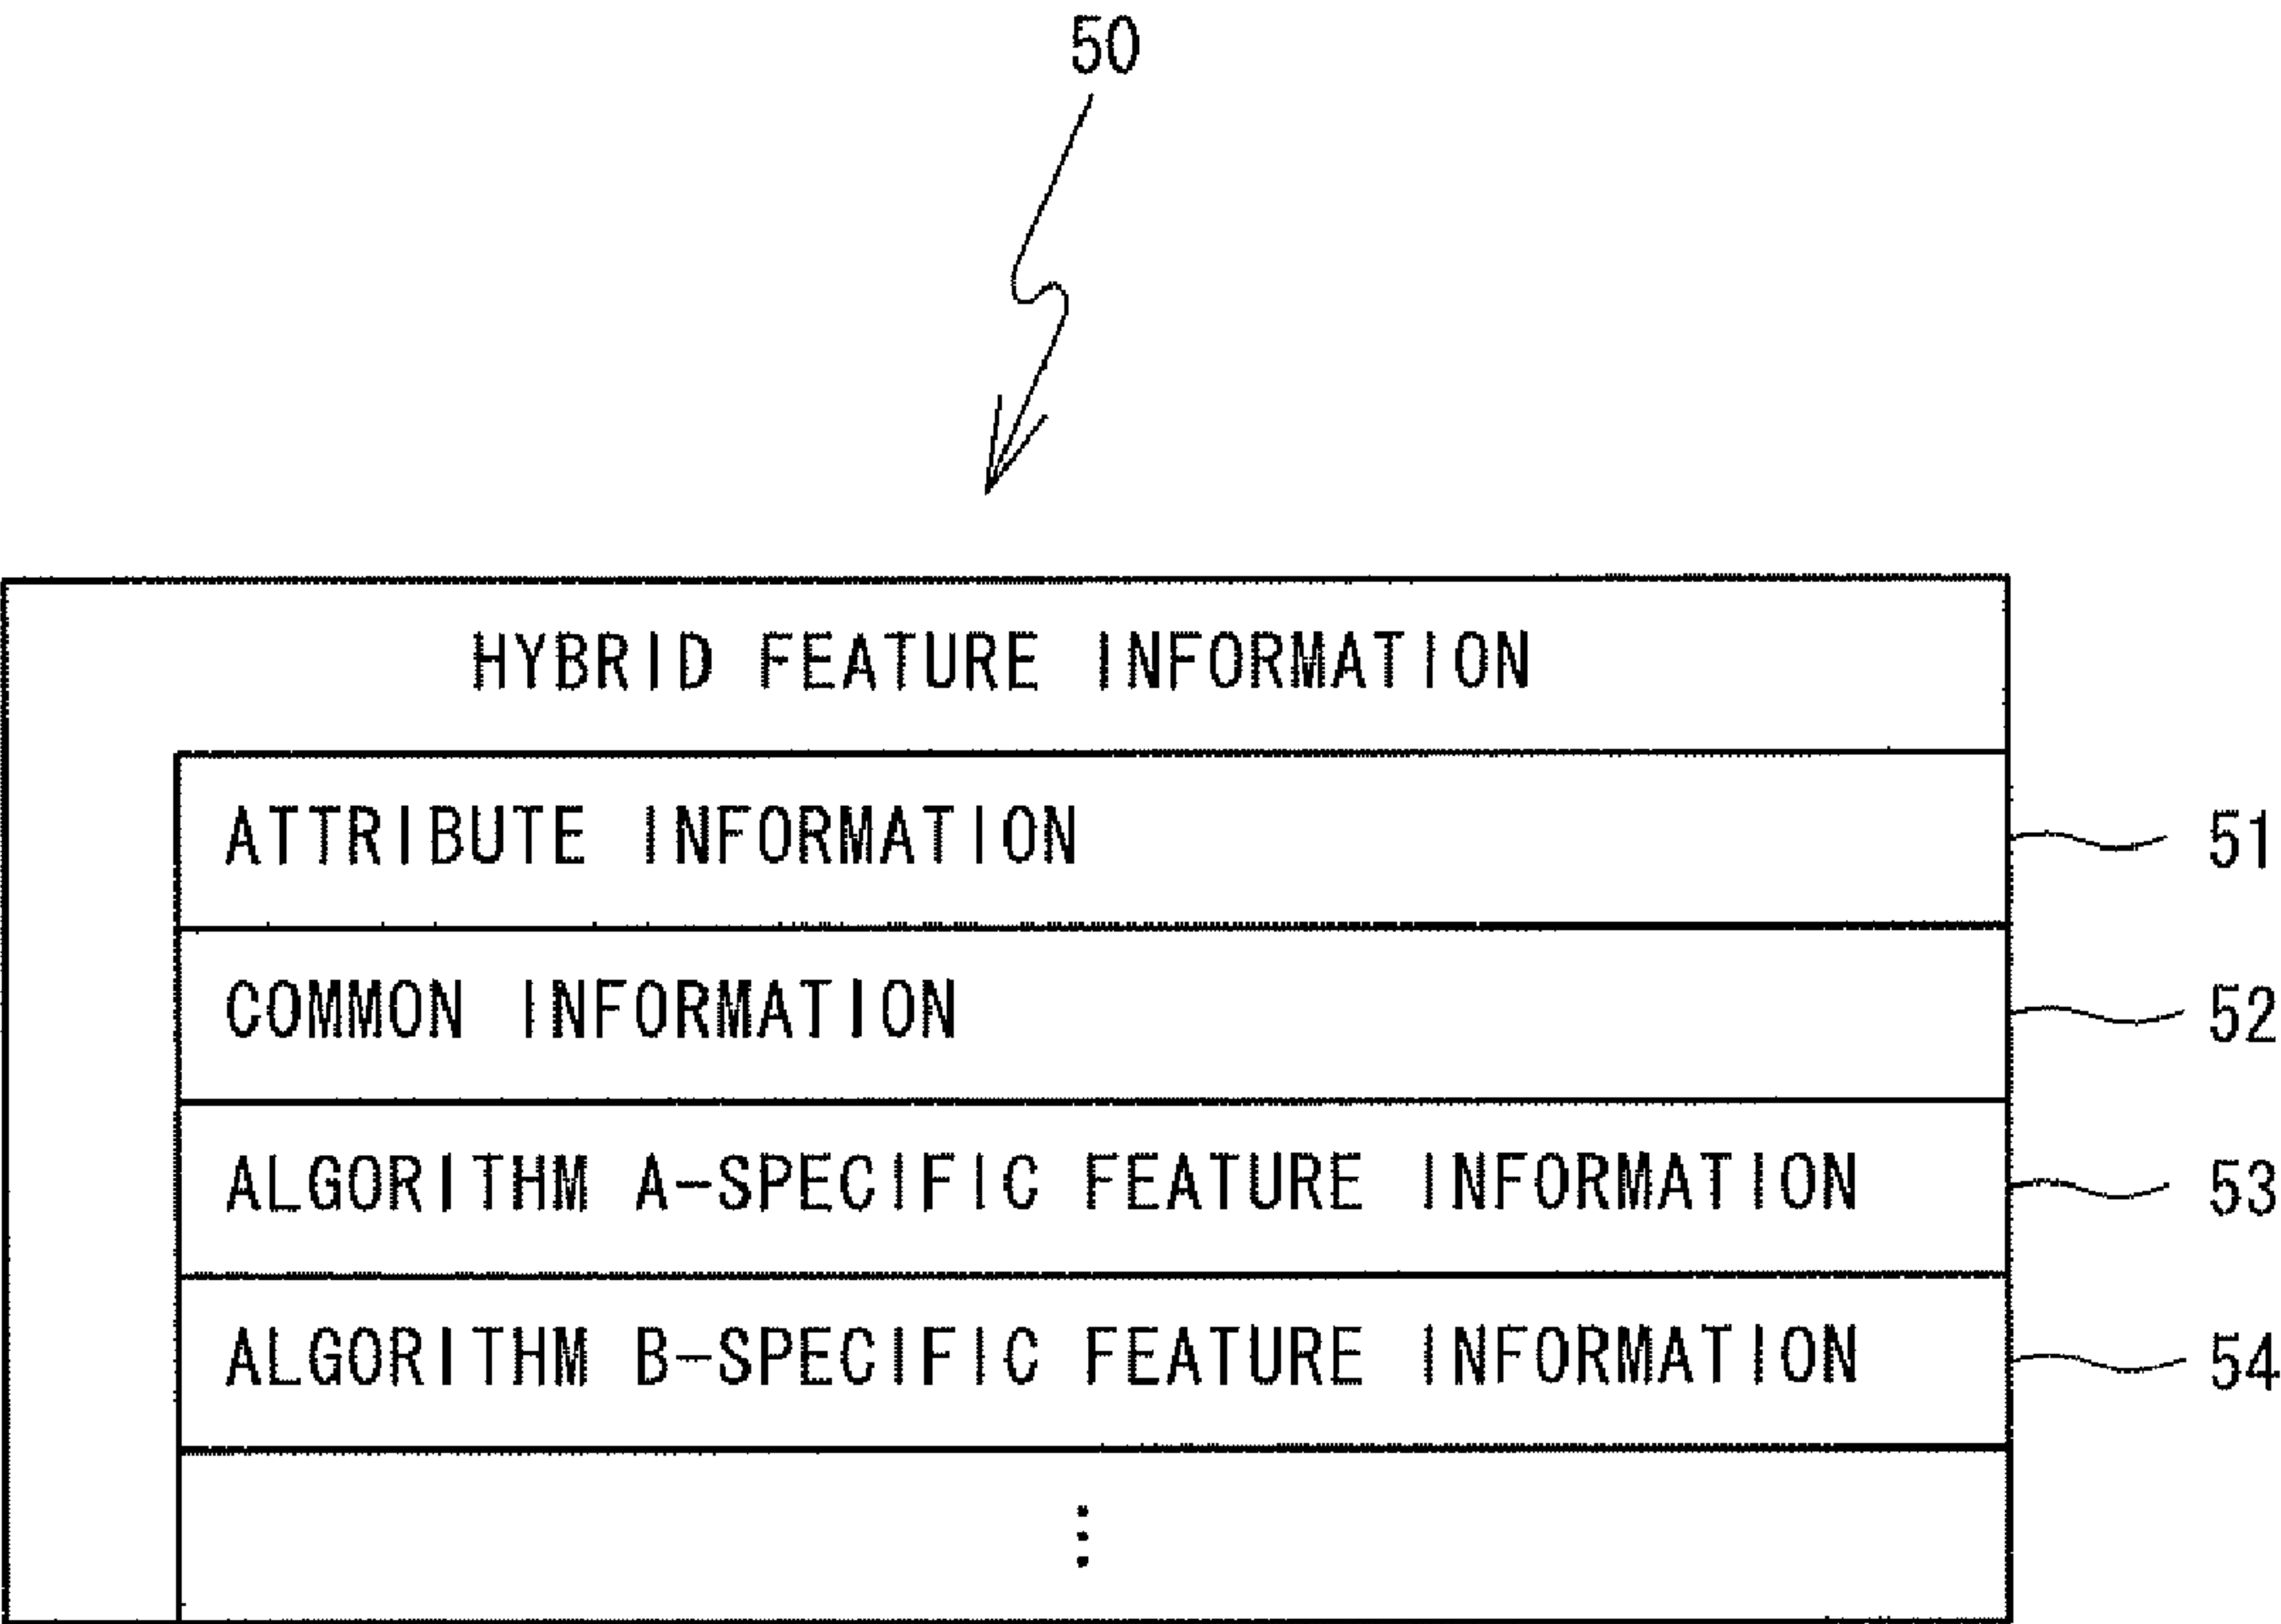 50
HYBRID FEATURE INFORMATION
ATTRIBUTE INFORMATION 51
COMMON INFORMATION 52
ALGORITHM A-SPECIFIC FEATURE INFORMATION 53
ALGORITHM B-SPECIFIC FEATURE INFORMATION 54
⋮